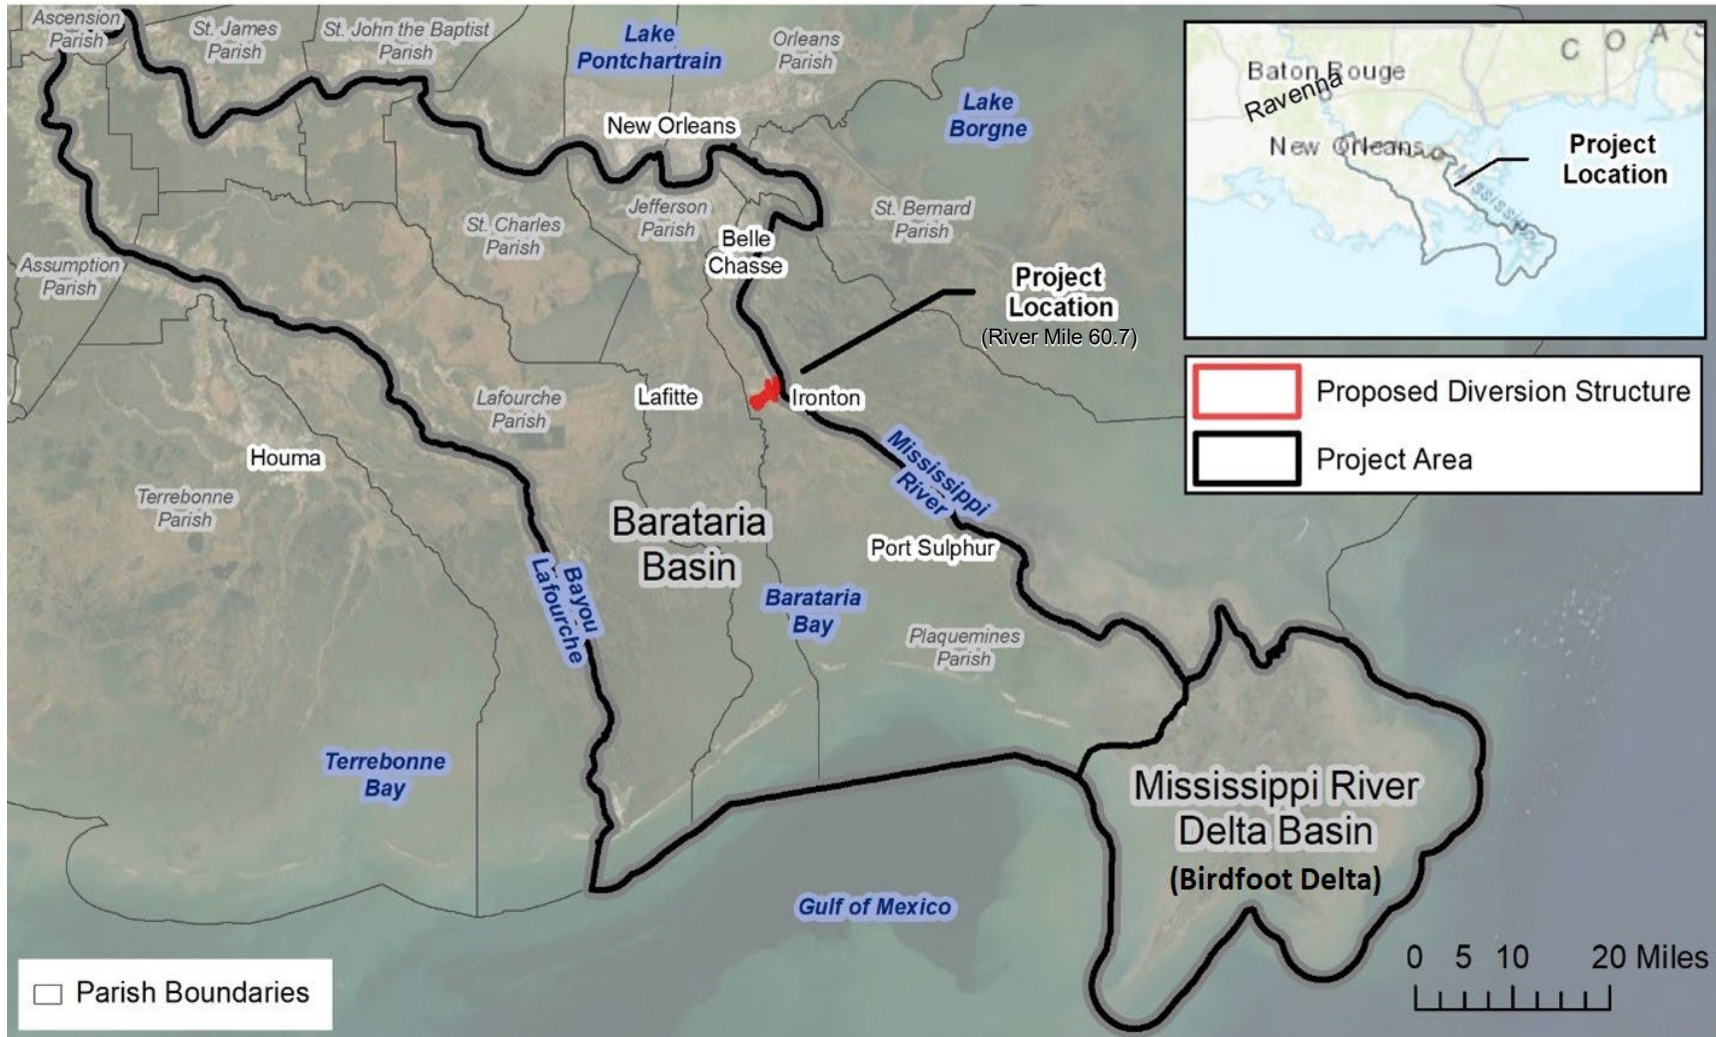 Ascension
Parish
St. James
Parish
St. John the Baptist
Parish
Lake
Pontchartrain
Orleans
Parish
Lake
Borgne
New Orleans
St. Charles
Parish
Jefferson
Parish
St. Bernard
Parish
Belle
Chasse
Assumption
Parish
Project
Location
(River Mile 60.7)
Lafourche
Parish
Lafitte
Ironton
Houma
Terrebonne
Parish
Mississippi
River
Barataria
Basin
Port Sulphur
Bayou
Lafourche
Barataria
Bay
Plaquemines
Parish
Terrebonne
Bay
Mississippi River
Delta Basin
(Birdfoot Delta)
Gulf of Mexico
C O A S
Baton Rouge
Ravenna
New Orleans
Project
Location
Mississipp
Proposed Diversion Structure
Project Area
Parish Boundaries
0 5 10 20 Miles